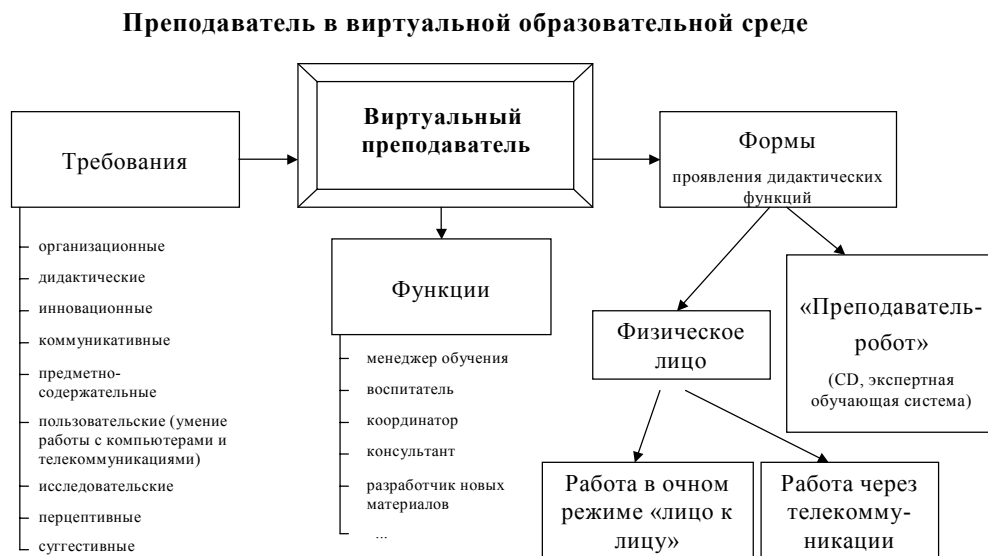 Преподаватель в виртуальной образовательной среде
Виртуальный
преподаватель
Требования
Формы
проявления дидактических
функций
организационные
дидактические
инновационные
коммуникативные
предметно-
содержательные
пользовательские (умение
работы с компьютерами и
телекоммуникациями)
исследовательские
перцептивные
суггестивные
Функции
менеджер обучения
воспитатель
координатор
консультант
разработчик новых
материалов
...
Физическое
лицо
«Преподаватель-
робот»
(CD, экспертная
обучающая система)
Работа в очном
режиме «лицо к
лицу»
Работа через
телекомму-
никации